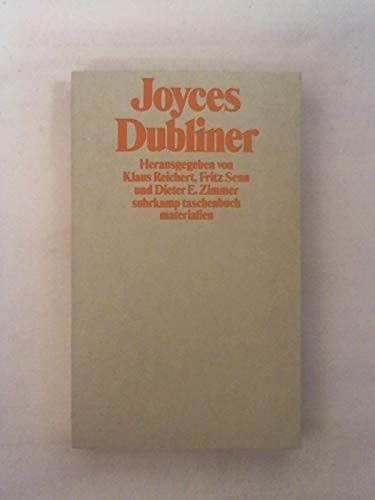 Joyces
Dubliner
Herausgegeben von
Klaus Reichert, Fritz Senn
und Dieter E. Zimmer
suhrkamp taschenbuch
materialien